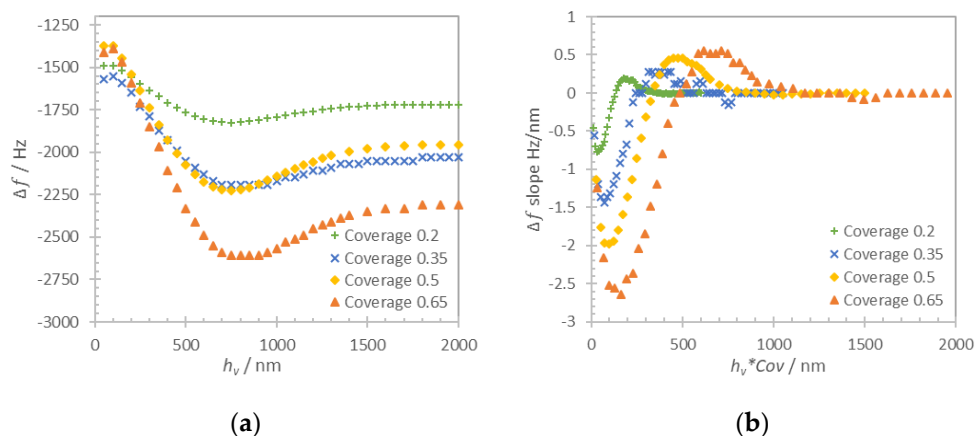 -1250
-1500
-1750
-2000
-2250
-2500
-2750
-3000
Δf / Hz
0
500
1000
1500
2000
h_v / nm
Coverage 0.2
Coverage 0.35
Coverage 0.5
Coverage 0.65
(a)
1
0.5
0
-0.5
-1
-1.5
-2
-2.5
-3
Δf slope Hz/nm
0
500
1000
1500
2000
h_v*Cov / nm
Coverage 0.2
Coverage 0.35
Coverage 0.5
Coverage 0.65
(b)